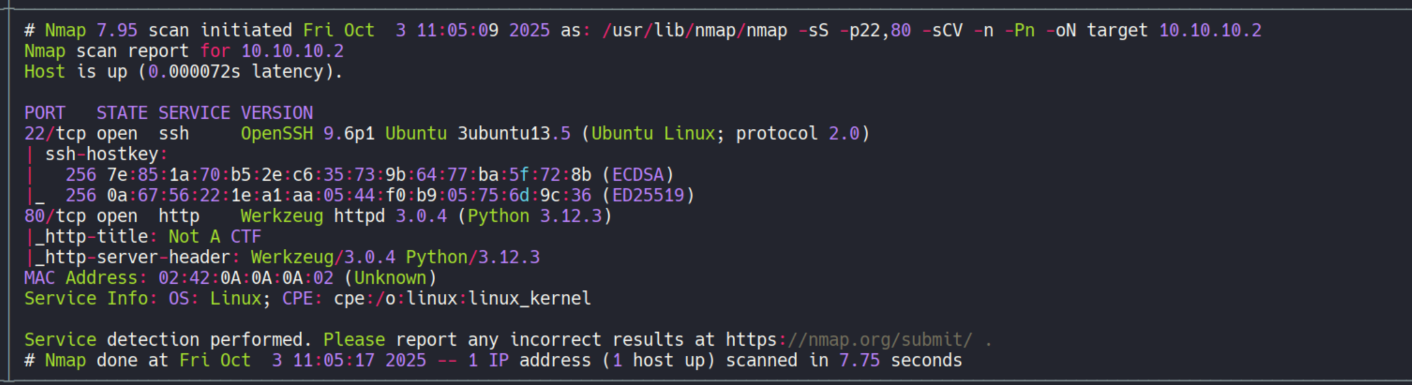 # Nmap 7.95 scan initiated Fri Oct  3 11:05:09 2025 as: /usr/lib/nmap/nmap -sS -p22,80 -sCV -n -Pn -oN target 10.10.10.2
Nmap scan report for 10.10.10.2
Host is up (0.000072s latency).

PORT   STATE SERVICE VERSION
22/tcp open  ssh     OpenSSH 9.6p1 Ubuntu 3ubuntu13.5 (Ubuntu Linux; protocol 2.0)
| ssh-hostkey:
|   256 7e:85:1a:70:b5:2e:c6:35:73:9b:64:77:ba:5f:72:8b (ECDSA)
|_  256 0a:67:56:22:1e:a1:aa:05:44:f0:b9:05:75:6d:9c:36 (ED25519)
80/tcp open  http    Werkzeug httpd 3.0.4 (Python 3.12.3)
|_http-title: Not A CTF
|_http-server-header: Werkzeug/3.0.4 Python/3.12.3
MAC Address: 02:42:0A:0A:0A:02 (Unknown)
Service Info: OS: Linux; CPE: cpe:/o:linux:linux_kernel

Service detection performed. Please report any incorrect results at https://nmap.org/submit/ .
# Nmap done at Fri Oct  3 11:05:17 2025 -- 1 IP address (1 host up) scanned in 7.75 seconds